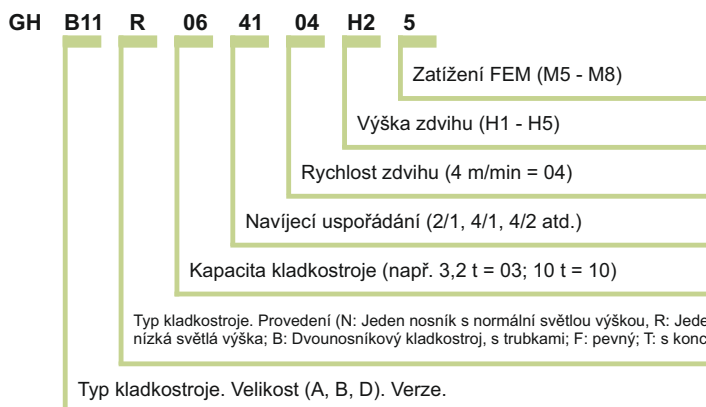 GH B11 R 06 41 04 H2 5
Zatížení FEM (M5 - M8)
Výška zdvihu (H1 - H5)
Rychlost zdvihu (4 m/min = 04)
Navíjecí uspořádání (2/1, 4/1, 4/2 atd.)
Kapacita kladkostroje (např. 3,2 t = 03; 10 t = 10)
Typ kladkostroje. Provedení (N: Jeden nosník s normální světlou výškou, R: Jede
nízká světlá výška; B: Dvounosníkový kladkostroj, s trubkami; F: pevný; T: s konc
Typ kladkostroje. Velikost (A, B, D). Verze.